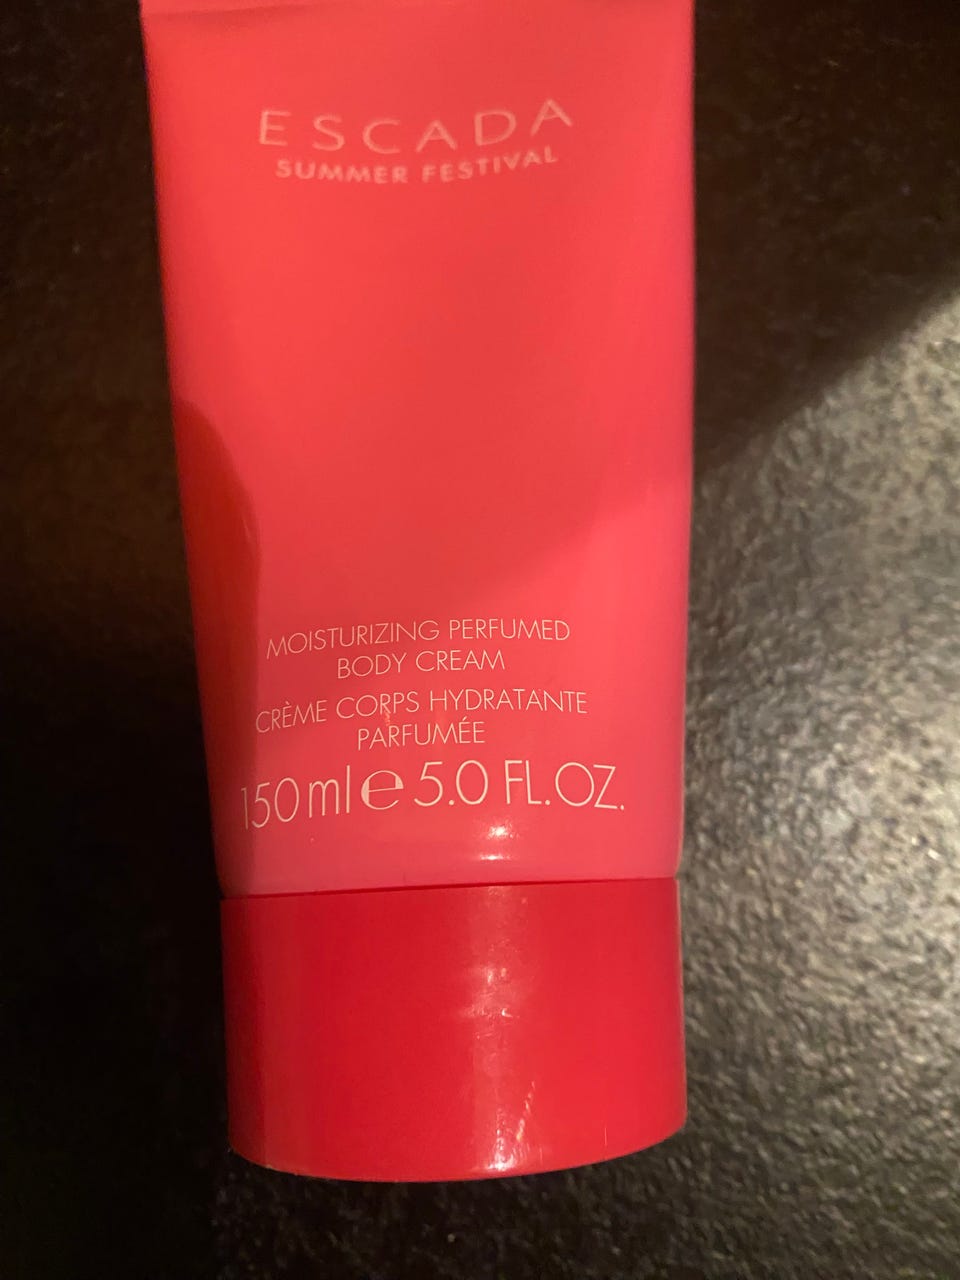 ESCADA
SUMMER FESTIVAL
MOISTURIZING PERFUMED
BODY CREAM
CRÈME CORPS HYDRATANTE
PARFUMÉE
150 ml e 5.0 FL.OZ.